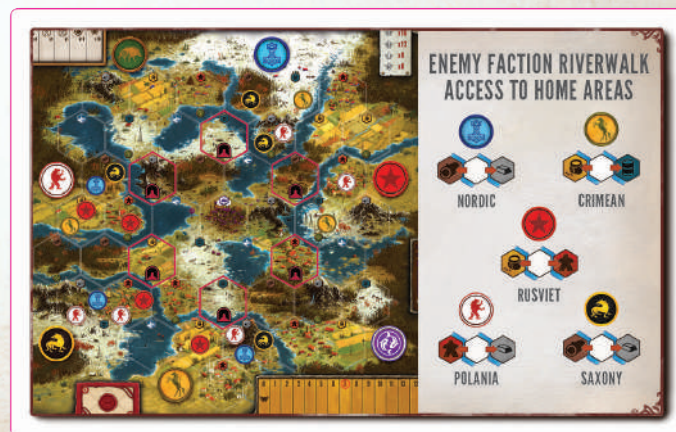 ENEMY FACTION RIVERWALK
ACCESS TO HOME AREAS
NORDIC
CRIMEAN
RUSVIET
POLANIA
SAXONY